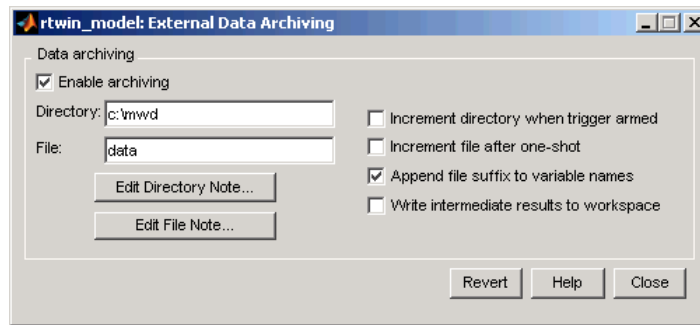 rtwin_model: External Data Archiving
Data archiving
Enable archiving
Directory: c:\mwd
File: data
Edit Directory Note...
Edit File Note...
Increment directory when trigger armed
Increment file after one-shot
Append file suffix to variable names
Write intermediate results to workspace
Revert Help Close